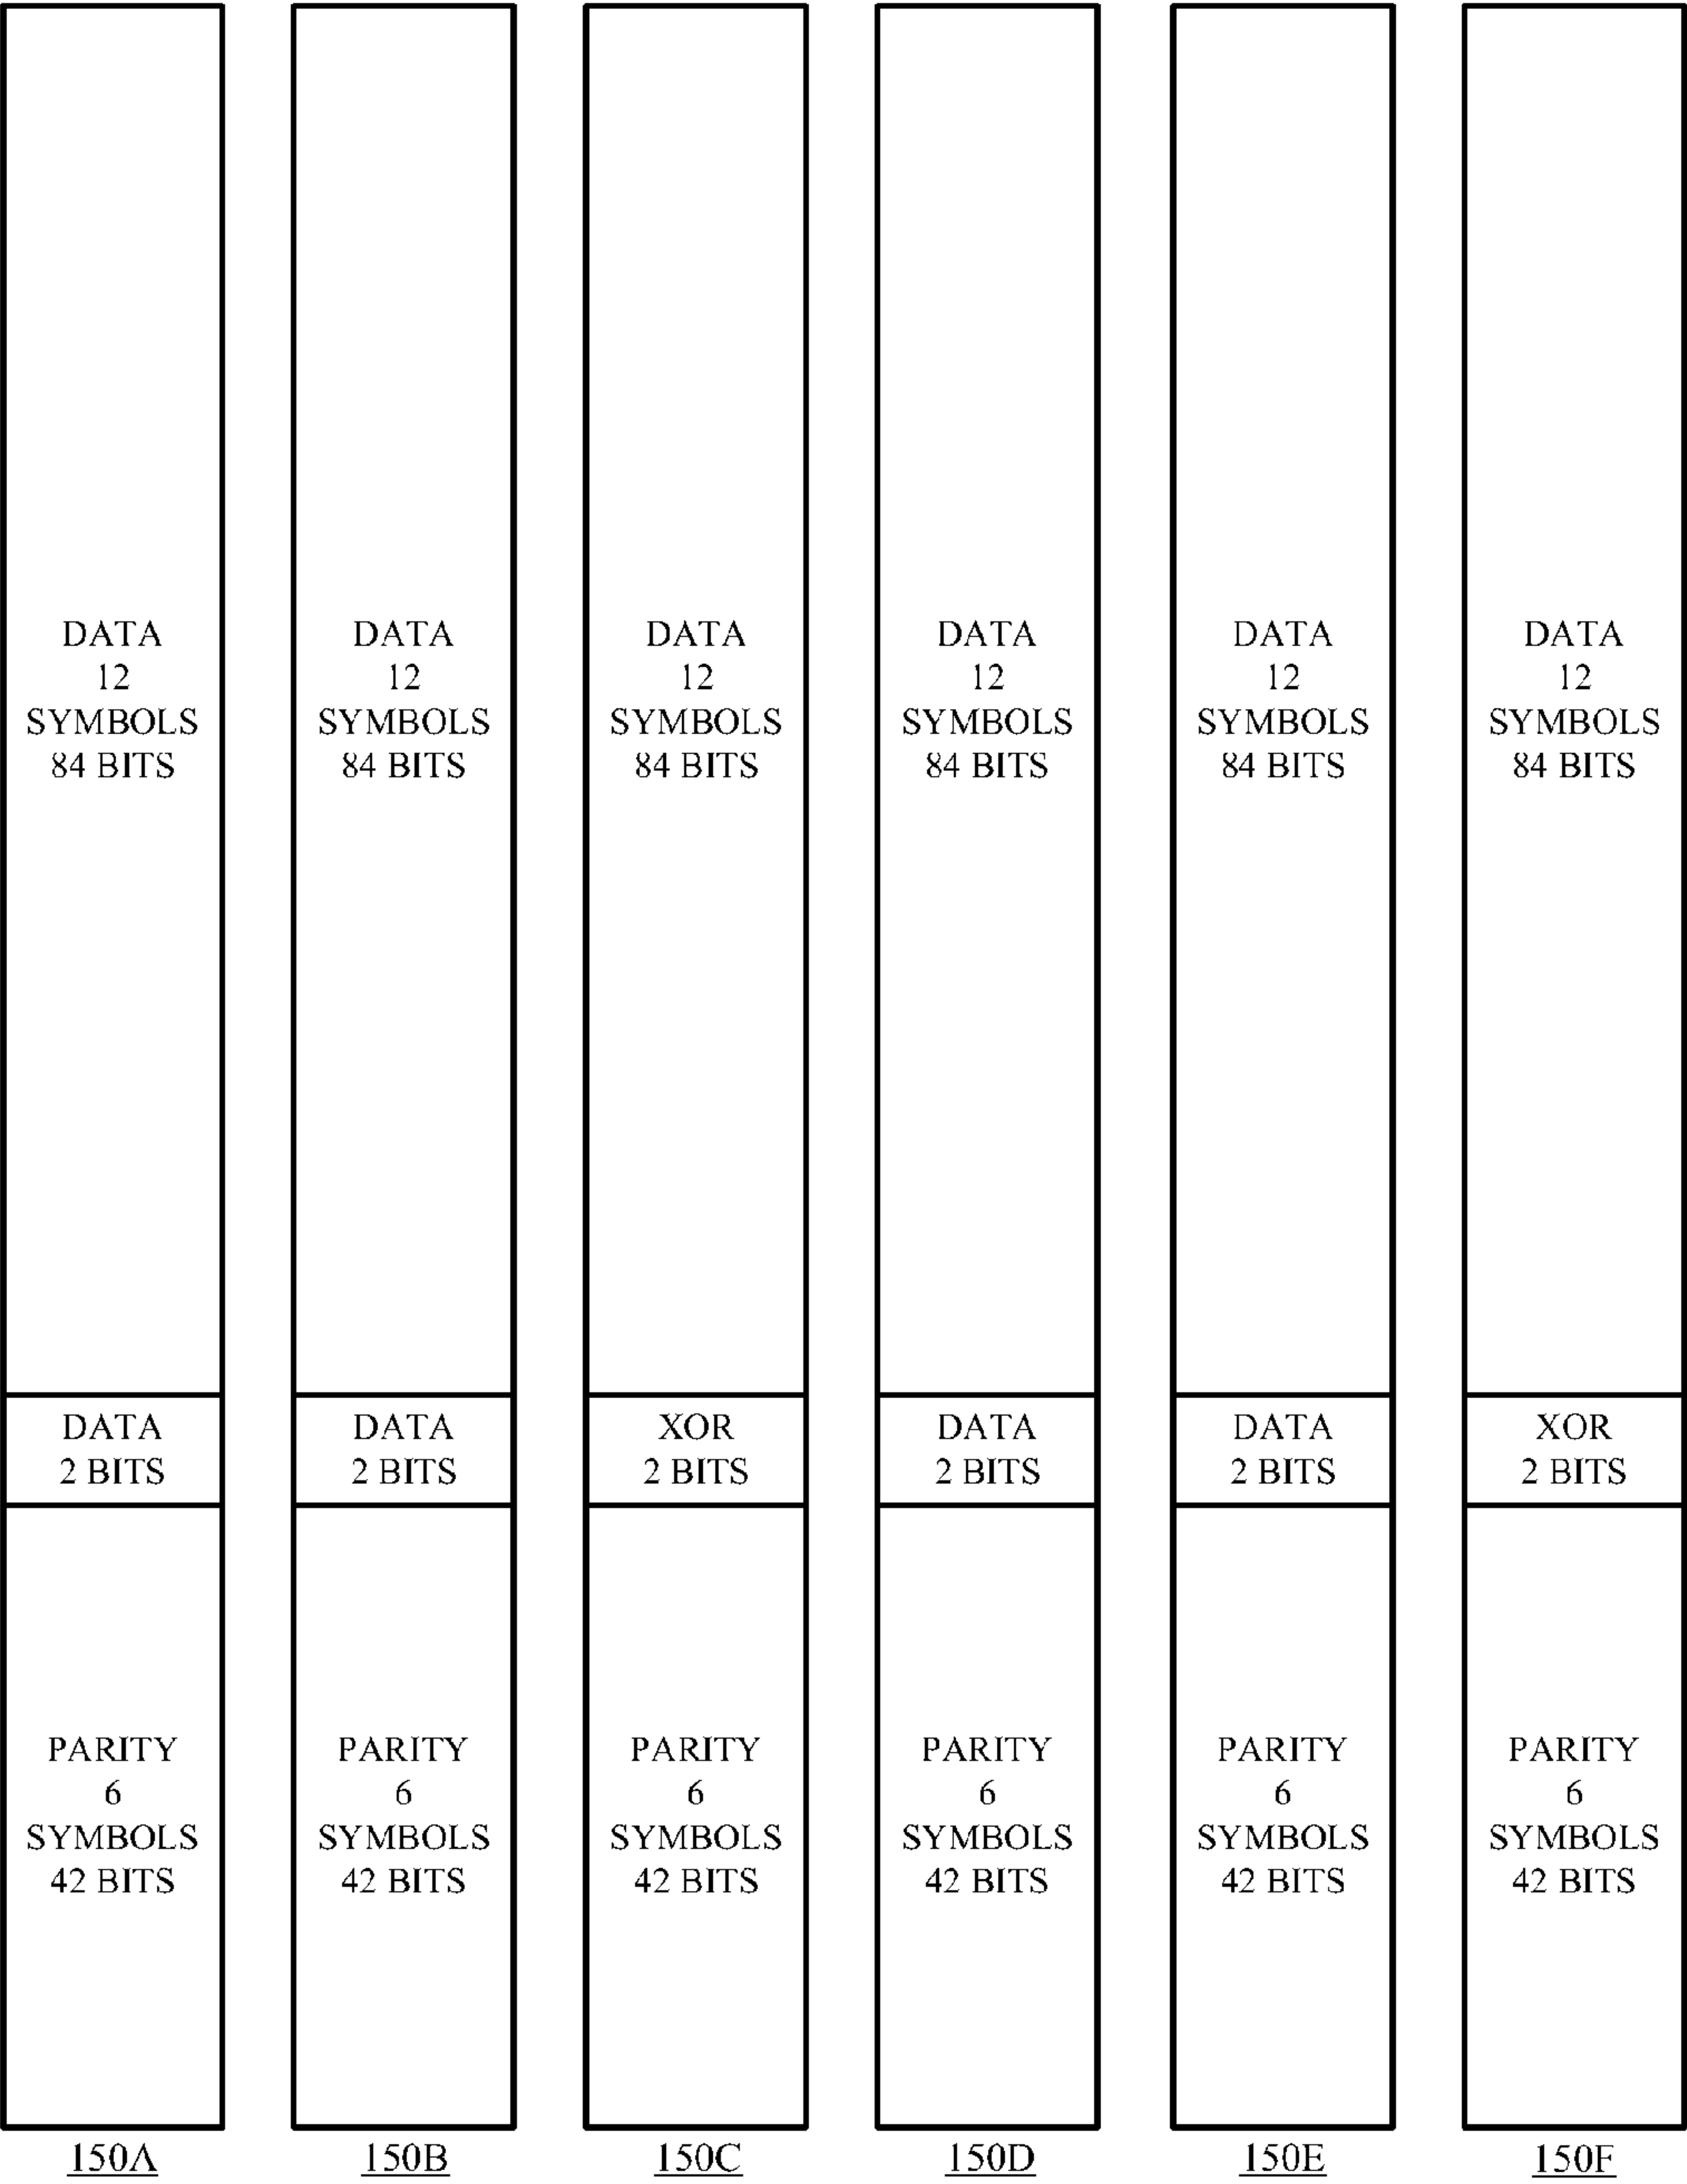 DATA
12
SYMBOLS
84 BITS
DATA
2 BITS
PARITY
6
SYMBOLS
42 BITS
150A
DATA
12
SYMBOLS
84 BITS
DATA
2 BITS
PARITY
6
SYMBOLS
42 BITS
150B
DATA
12
SYMBOLS
84 BITS
XOR
2 BITS
PARITY
6
SYMBOLS
42 BITS
150C
DATA
12
SYMBOLS
84 BITS
DATA
2 BITS
PARITY
6
SYMBOLS
42 BITS
150D
DATA
12
SYMBOLS
84 BITS
DATA
2 BITS
PARITY
6
SYMBOLS
42 BITS
150E
DATA
12
SYMBOLS
84 BITS
XOR
2 BITS
PARITY
6
SYMBOLS
42 BITS
150F